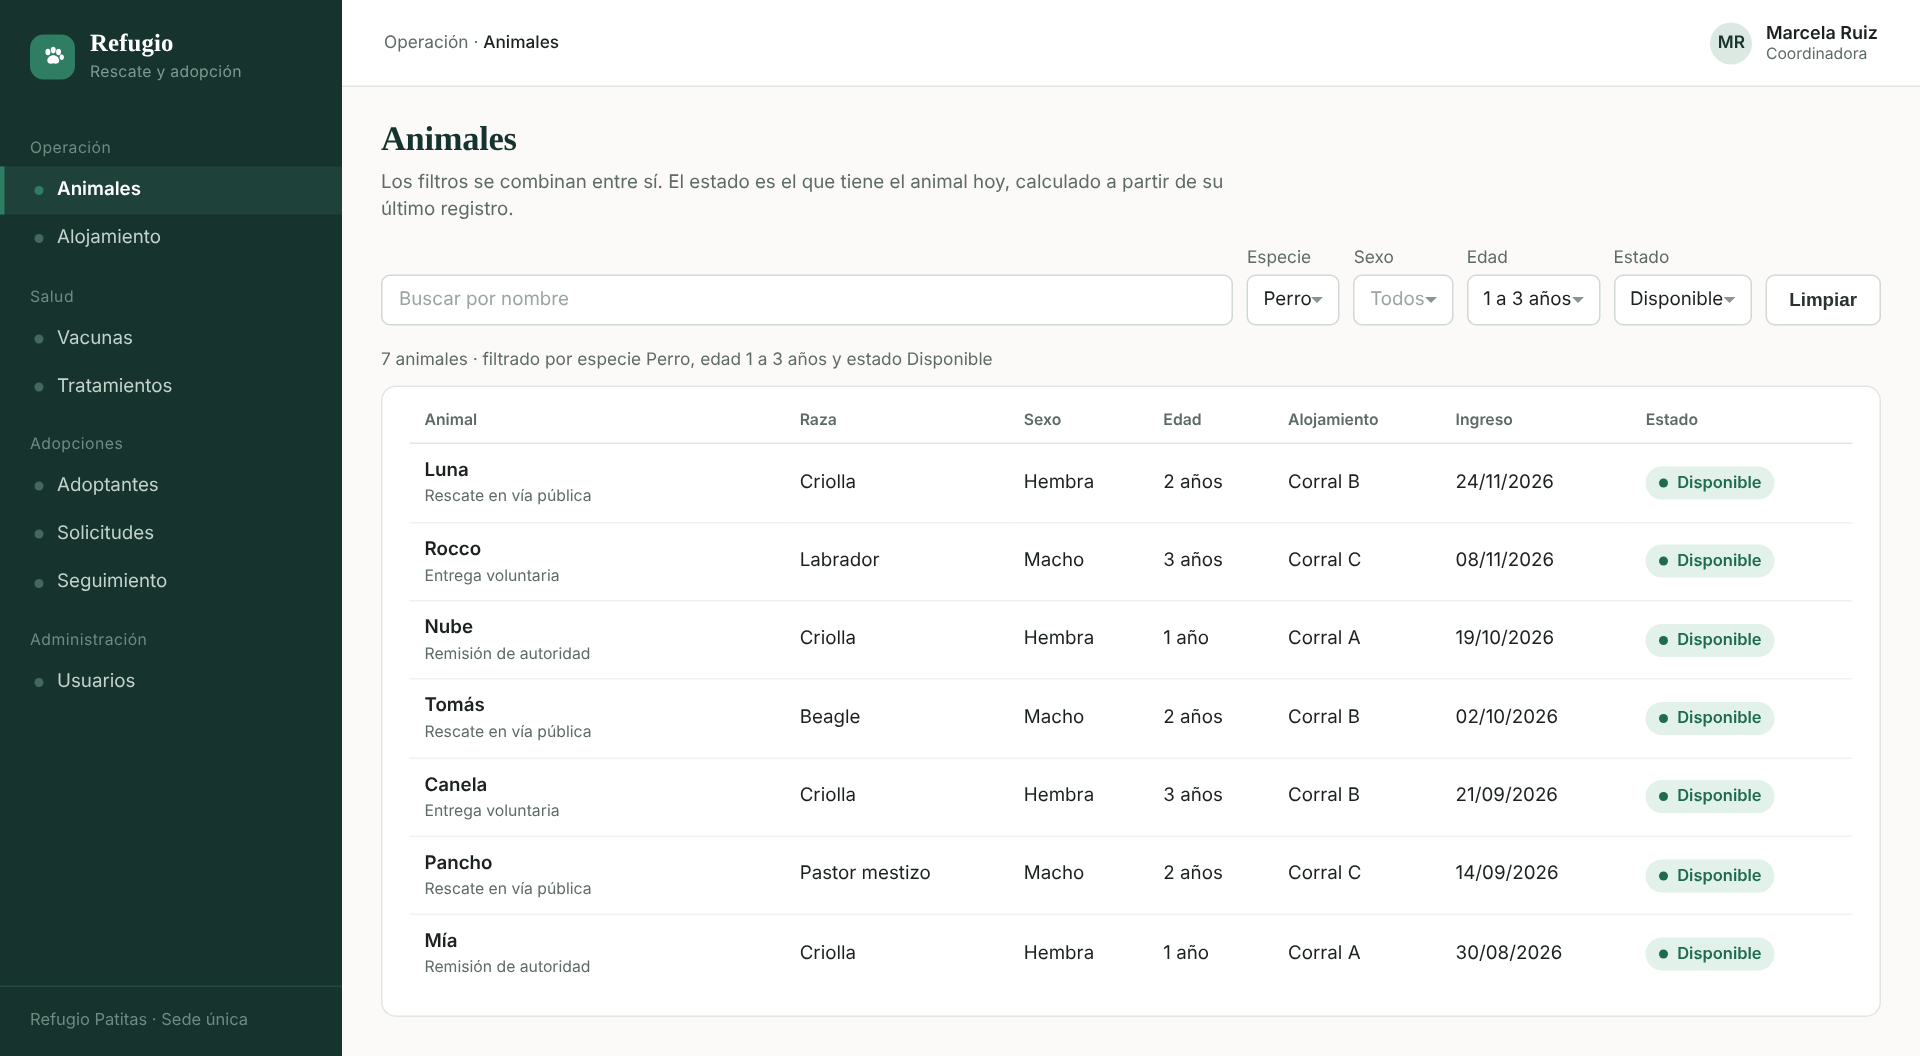 Refugio
Rescate y adopción
Operación
Animales
Alojamiento
Salud
Vacunas
Tratamientos
Adopciones
Adoptantes
Solicitudes
Seguimiento
Administración
Usuarios
Refugio Patitas · Sede única
Operación · Animales
MR
Marcela Ruiz
Coordinadora
Animales
Los filtros se combinan entre sí. El estado es el que tiene el animal hoy, calculado a partir de su
último registro.
Buscar por nombre
Especie
Perro
Sexo
Todos
Edad
1 a 3 años
Estado
Disponible
Limpiar
7 animales · filtrado por especie Perro, edad 1 a 3 años y estado Disponible
Animal Raza Sexo Edad Alojamiento Ingreso Estado
Luna
Rescate en vía pública
Criolla Hembra 2 años Corral B 24/11/2026 Disponible
Rocco
Entrega voluntaria
Labrador Macho 3 años Corral C 08/11/2026 Disponible
Nube
Remisión de autoridad
Criolla Hembra 1 año Corral A 19/10/2026 Disponible
Tomás
Rescate en vía pública
Beagle Macho 2 años Corral B 02/10/2026 Disponible
Canela
Entrega voluntaria
Criolla Hembra 3 años Corral B 21/09/2026 Disponible
Pancho
Rescate en vía pública
Pastor mestizo Macho 2 años Corral C 14/09/2026 Disponible
Mía
Remisión de autoridad
Criolla Hembra 1 año Corral A 30/08/2026 Disponible